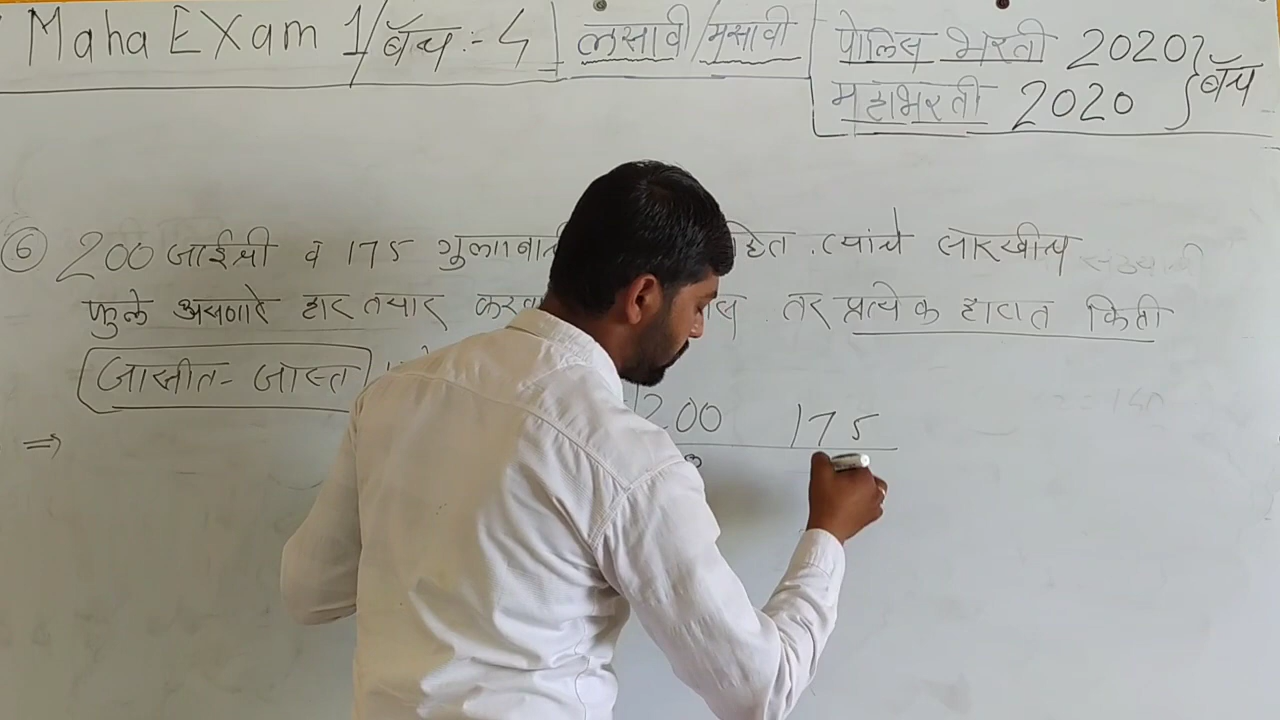 Maha EXam 1/बॅच :- 4 लसावी/मसावी
पोलिस भरती 2020
महाभरती 2020 } बॅच
⑥ 200 जाईची व 175 आहेत. त्यांचे सारखीच
फुले असणारे हार तयार तर प्रत्येक हारात किती
जास्तीत-जास्त
200 175
⇒